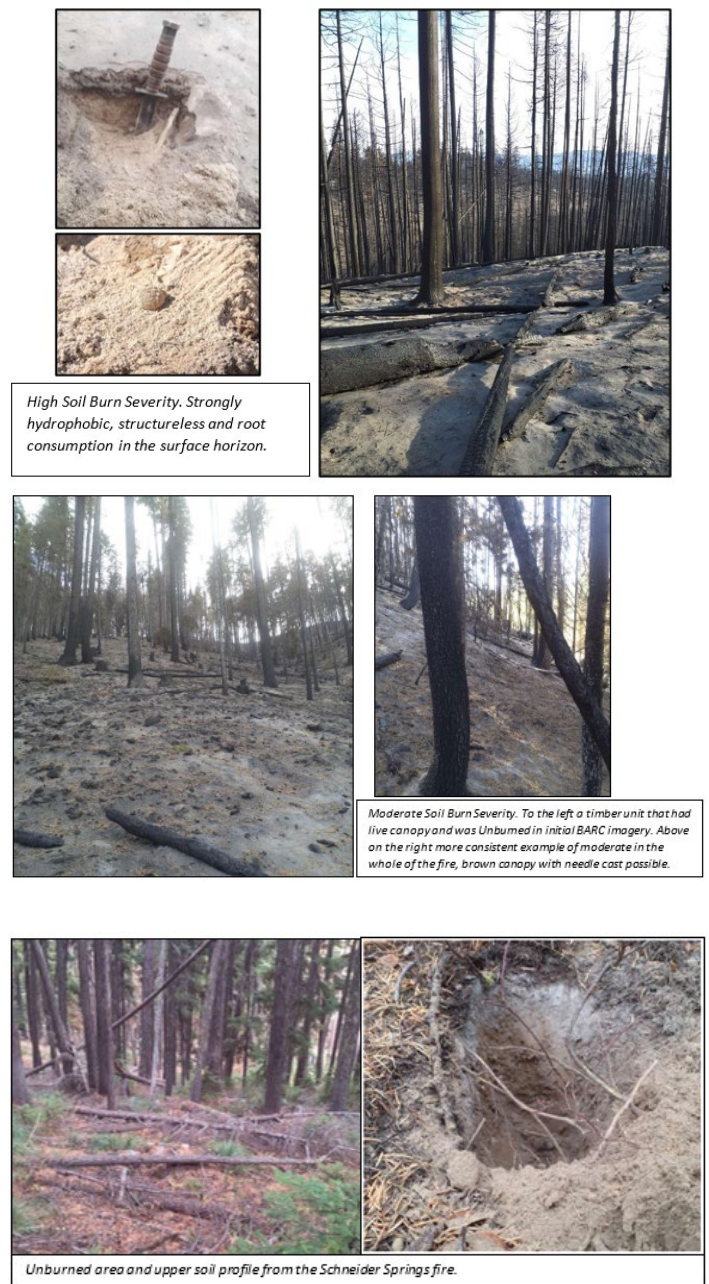 High Soil Burn Severity. Strongly
hydrophobic, structureless and root
consumption in the surface horizon.
Moderate Soil Burn Severity. To the left a timber unit that had
live canopy and was Unburned in initial BARC imagery. Above
on the right more consistent example of moderate in the
whole of the fire, brown canopy with needle cast possible.
Unburned area and upper soil profile from the Schneider Springs fire.